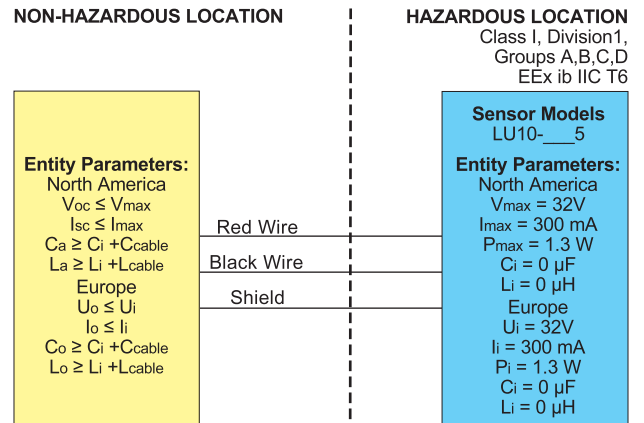 NON-HAZARDOUS LOCATION
HAZARDOUS LOCATION
Class I, Division1,
Groups A,B,C,D
EEx ib IIC T6
Entity Parameters:
North America
Voc ≤ Vmax
Isc ≤ Imax
Ca ≥ Ci +Ccable
La ≥ Li +Lcable
Europe
Uo ≤ Ui
Io ≤ Ii
Co ≥ Ci +Ccable
Lo ≥ Li +Lcable
Red Wire
Black Wire
Shield
Sensor Models
LU10-___5
Entity Parameters:
North America
Vmax = 32V
Imax = 300 mA
Pmax = 1.3 W
Ci = 0 µF
Li = 0 µH
Europe
Ui = 32V
Ii = 300 mA
Pi = 1.3 W
Ci = 0 µF
Li = 0 µH